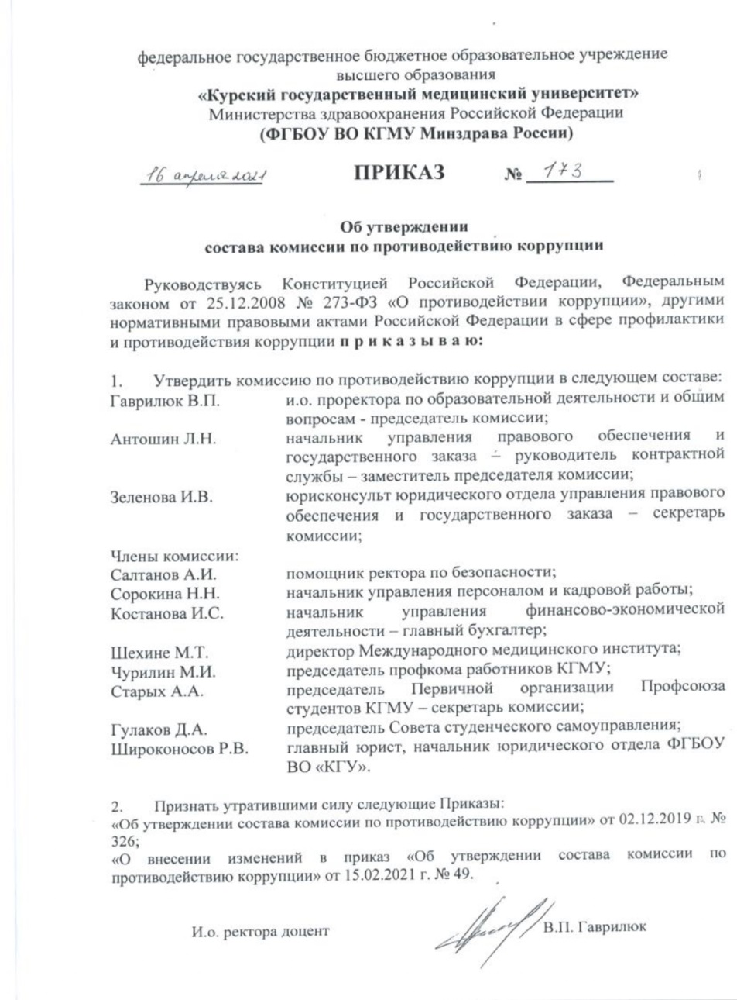 федеральное государственное бюджетное образовательное учреждение
высшего образования
«Курский государственный медицинский университет»
Министерства здравоохранения Российской Федерации
(ФГБОУ ВО КГМУ Минздрава России)
16 апреля 2021 ПРИКАЗ № 173
Об утверждении
состава комиссии по противодействию коррупции
Руководствуясь Конституцией Российской Федерации, Федеральным
законом от 25.12.2008 № 273-ФЗ «О противодействии коррупции», другими
нормативными правовыми актами Российской Федерации в сфере профилактики
и противодействия коррупции п р и к а з ы в а ю:
1. Утвердить комиссию по противодействию коррупции в следующем составе:
Гаврилюк В.П. и.о. проректора по образовательной деятельности и общим
вопросам - председатель комиссии;
Антошин Л.Н. начальник управления правового обеспечения и
государственного заказа – руководитель контрактной
службы – заместитель председателя комиссии;
Зеленова И.В. юрисконсульт юридического отдела управления правового
обеспечения и государственного заказа – секретарь
комиссии;
Члены комиссии:
Салтанов А.И. помощник ректора по безопасности;
Сорокина Н.Н. начальник управления персоналом и кадровой работы;
Костанова И.С. начальник управления финансово-экономической
деятельности – главный бухгалтер;
Шехине М.Т. директор Международного медицинского института;
Чурилин М.И. председатель профкома работников КГМУ;
Старых А.А. председатель Первичной организации Профсоюза
студентов КГМУ – секретарь комиссии;
Гулаков Д.А. председатель Совета студенческого самоуправления;
Широконосов Р.В. главный юрист, начальник юридического отдела ФГБОУ
ВО «КГУ».
2. Признать утратившими силу следующие Приказы:
«Об утверждении состава комиссии по противодействию коррупции» от 02.12.2019 г. №
326;
«О внесении изменений в приказ «Об утверждении состава комиссии по
противодействию коррупции» от 15.02.2021 г. № 49.
И.о. ректора доцент В.П. Гаврилюк